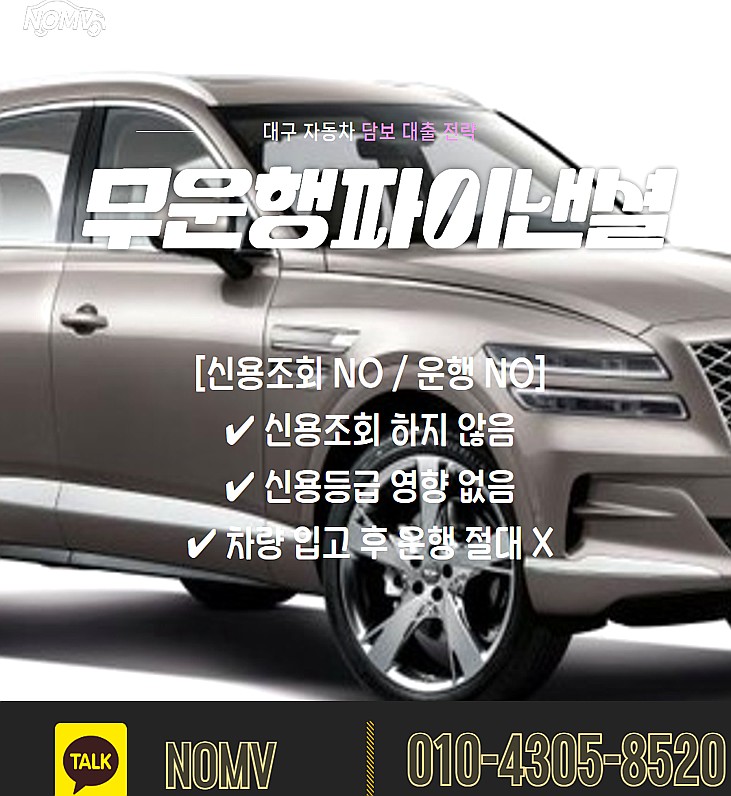 NOMV
대구 자동차 담보 대출 전략
무운행파이낸셜
[신용조회 NO / 운행 NO]
✔ 신용조회 하지 않음
✔ 신용등급 영향 없음
✔ 차량 입고 후 운행 절대 X
TALK NOMV 010-4305-8520